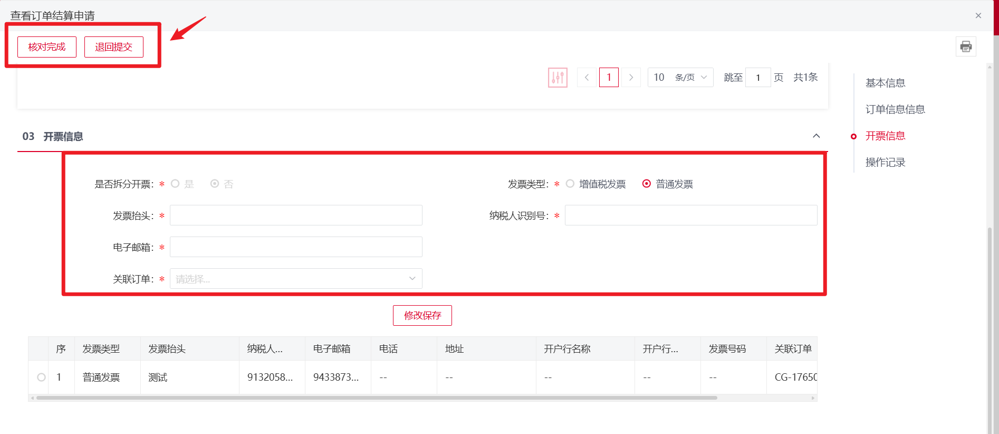 查看订单结算申请
核对完成 退回提交
1 10 条/页 跳至 1 页 共1条
基本信息
订单信息信息
开票信息
操作记录
03 开票信息
是否拆分开票: * 是 否 发票类型: * 增值税发票 普通发票
发票抬头: * 纳税人识别号: *
电子邮箱: *
关联订单: * 请选择...
修改保存
序 发票类型 发票抬头 纳税人... 电子邮箱 电话 地址 开户行名称 开户行... 发票号码 关联订单
1 普通发票 测试 9132058... 9433873... -- -- -- -- -- CG-17650